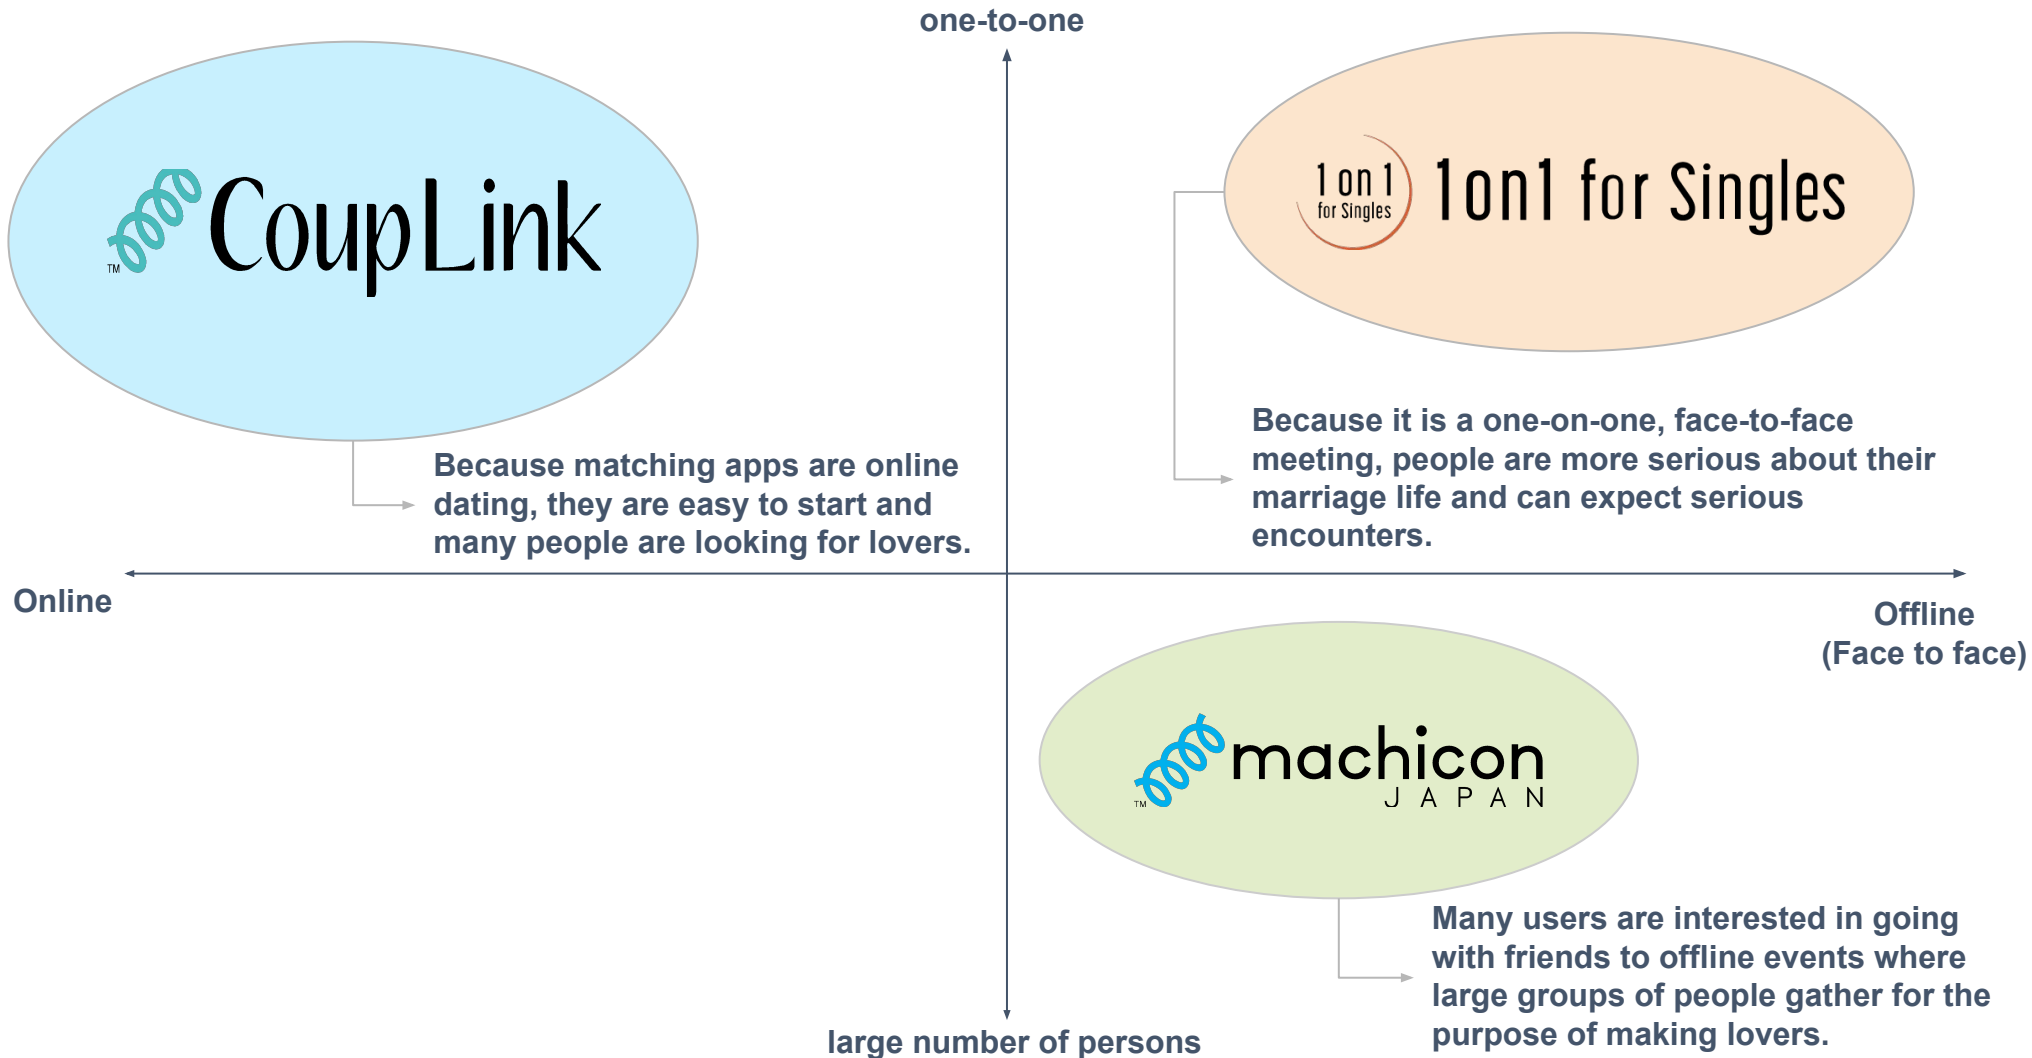 one-to-one
CoupLink
TM
1 on 1
for Singles
1on1 for Singles
Because matching apps are online
dating, they are easy to start and
many people are looking for lovers.
Because it is a one-on-one, face-to-face
meeting, people are more serious about their
marriage life and can expect serious
encounters.
Online
Offline
(Face to face)
machicon
JAPAN
TM
Many users are interested in going
with friends to offline events where
large groups of people gather for the
purpose of making lovers.
large number of persons